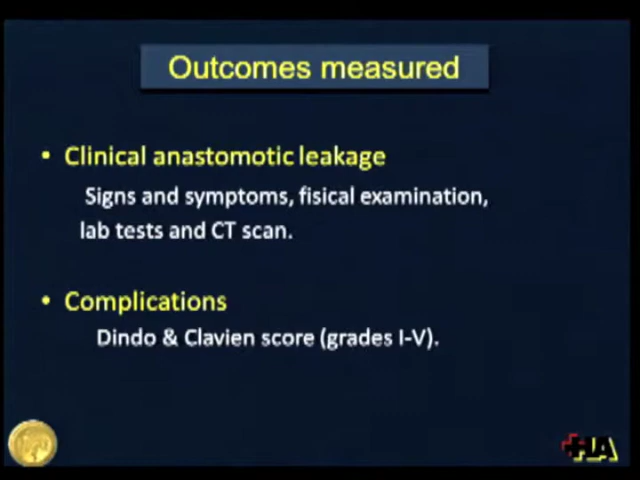 Outcomes measured
• Clinical anastomotic leakage
Signs and symptoms, fisical examination,
lab tests and CT scan.
• Complications
Dindo & Clavien score (grades I-V).
HA